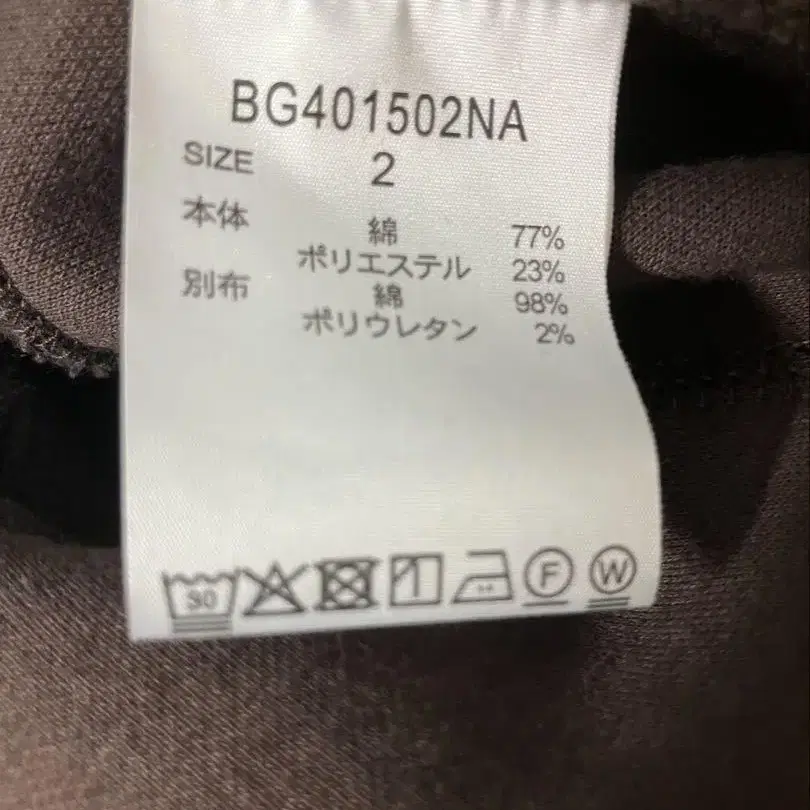 BG401502NA
SIZE 2
本体 綿 77%
ポリエステル 23%
別布 綿 98%
ポリウレタン 2%
30 F W